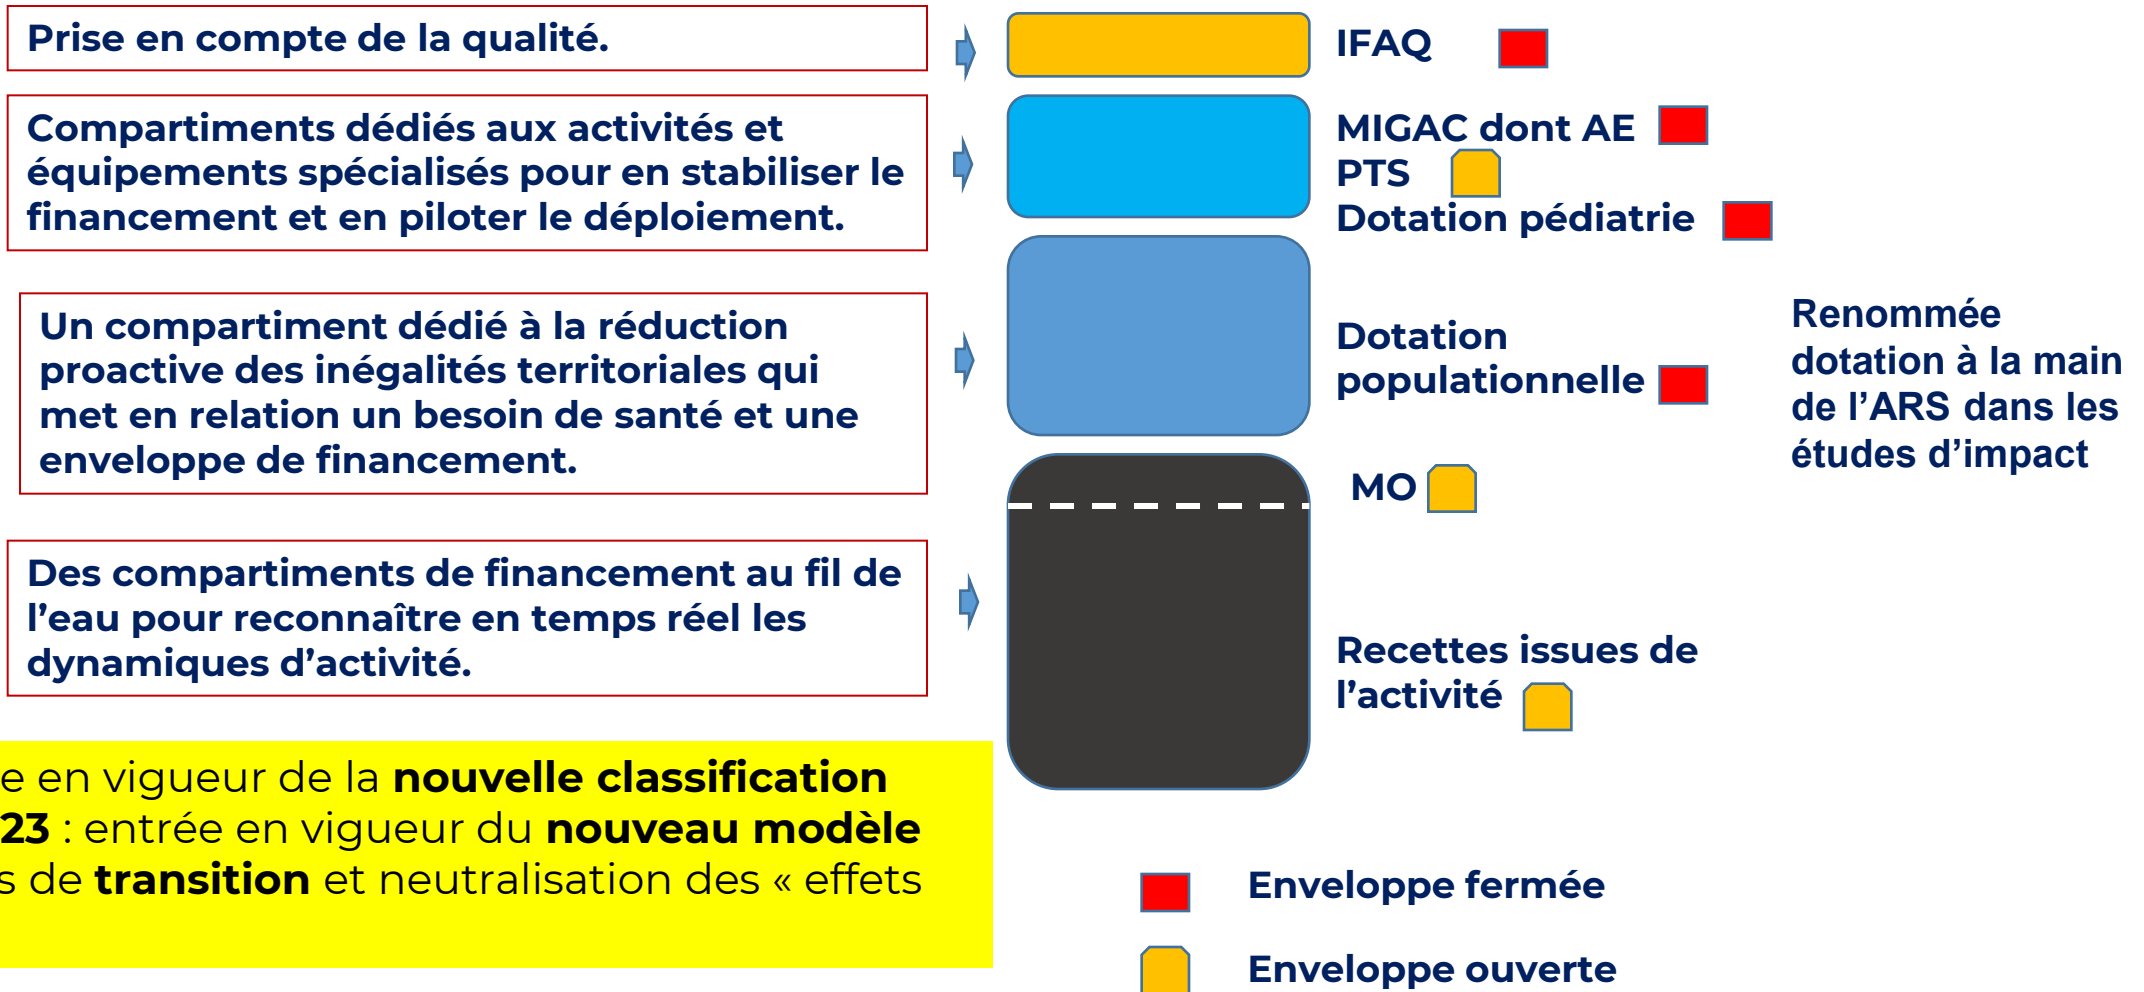 Prise en compte de la qualité.
IFAQ
Compartiments dédiés aux activités et
équipements spécialisés pour en stabiliser le
financement et en piloter le déploiement.
MIGAC dont AE
PTS
Dotation pédiatrie
Un compartiment dédié à la réduction
proactive des inégalités territoriales qui
met en relation un besoin de santé et une
enveloppe de financement.
Dotation
populationnelle
Renommée
dotation à la main
de l’ARS dans les
études d’impact
MO
Des compartiments de financement au fil de
l’eau pour reconnaître en temps réel les
dynamiques d’activité.
Recettes issues de
l’activité
e en vigueur de la nouvelle classification
23 : entrée en vigueur du nouveau modèle
s de transition et neutralisation des « effets
Enveloppe fermée
Enveloppe ouverte